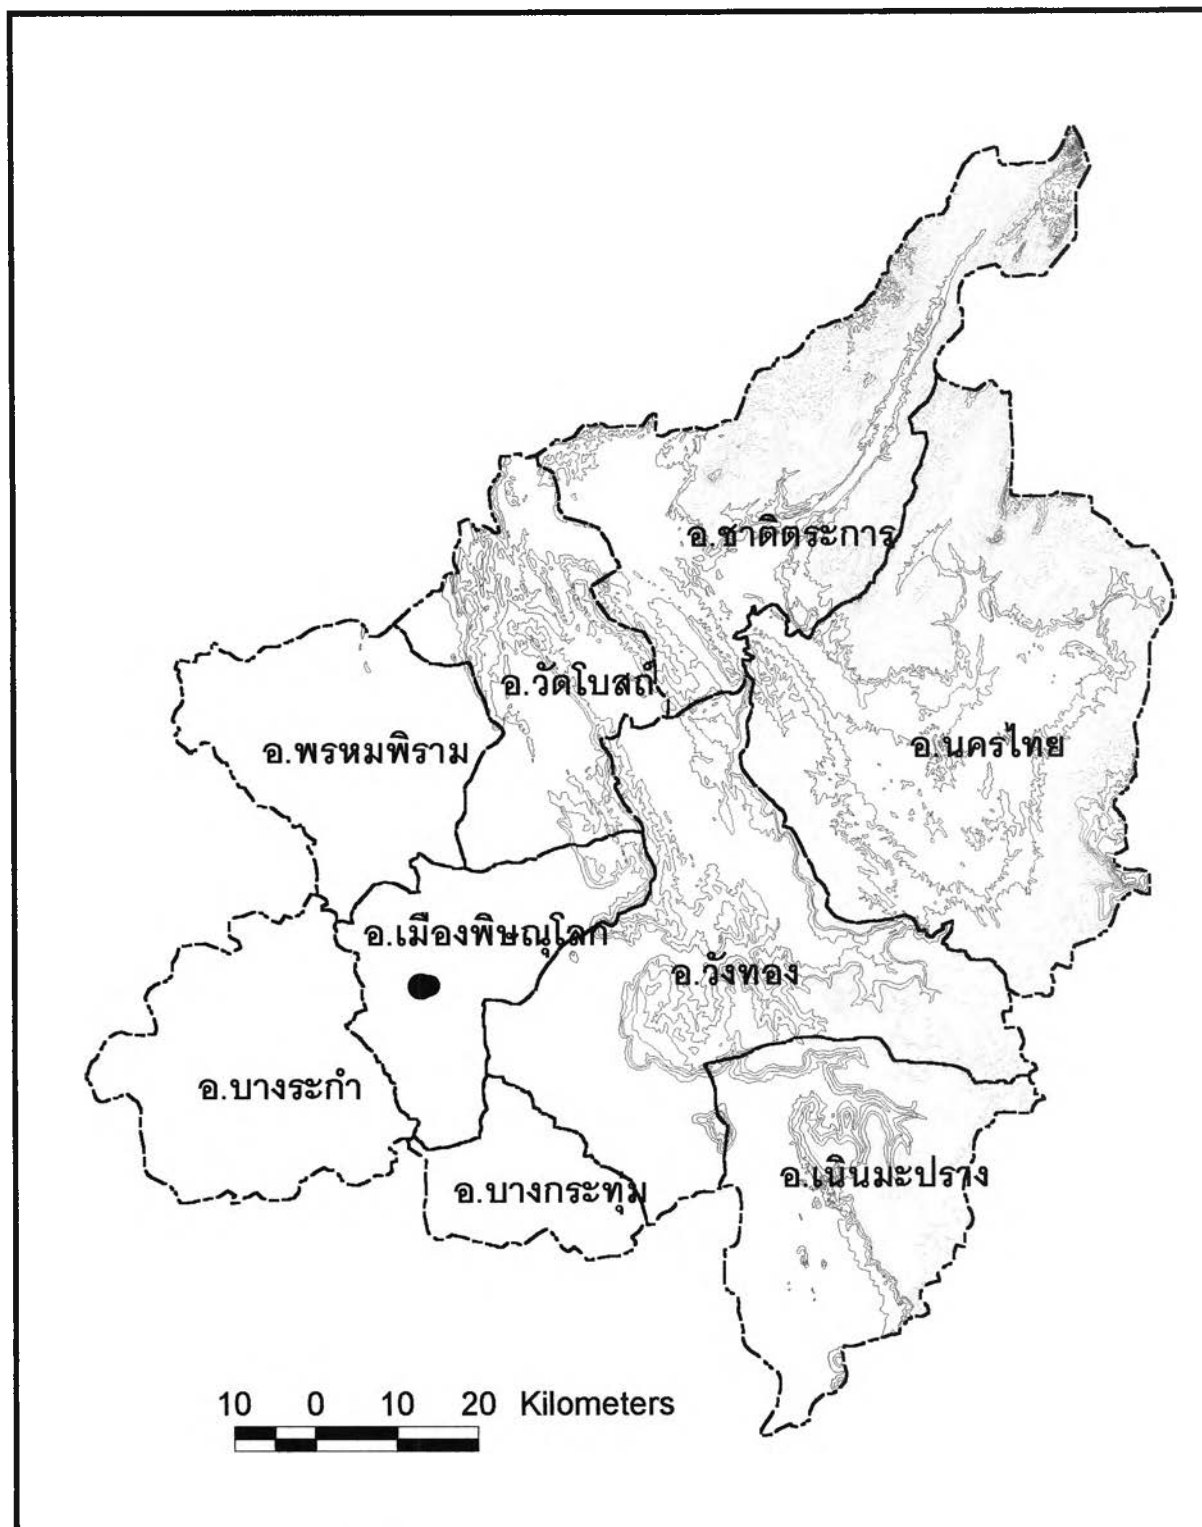 อ.ชาติตระการ
อ.วัดโบสถ์
อ.นครไทย
อ.พรหมพิราม
อ.เมืองพิษณุโลก
อ.วังทอง
อ.บางระกำ
อ.เนินมะปราง
อ.บางกระทุ่ม
10 0 10 20 Kilometers